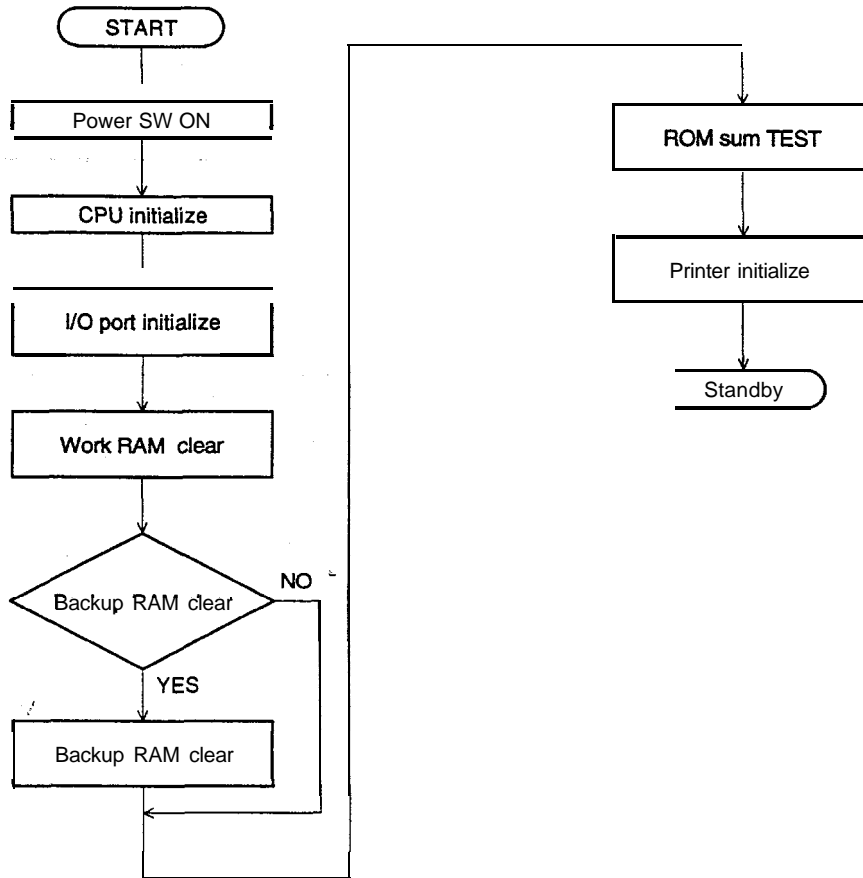 START
Power SW ON
CPU initialize
I/O port initialize
Work RAM clear
Backup RAM clear
NO
YES
Backup RAM clear
ROM sum TEST
Printer initialize
Standby